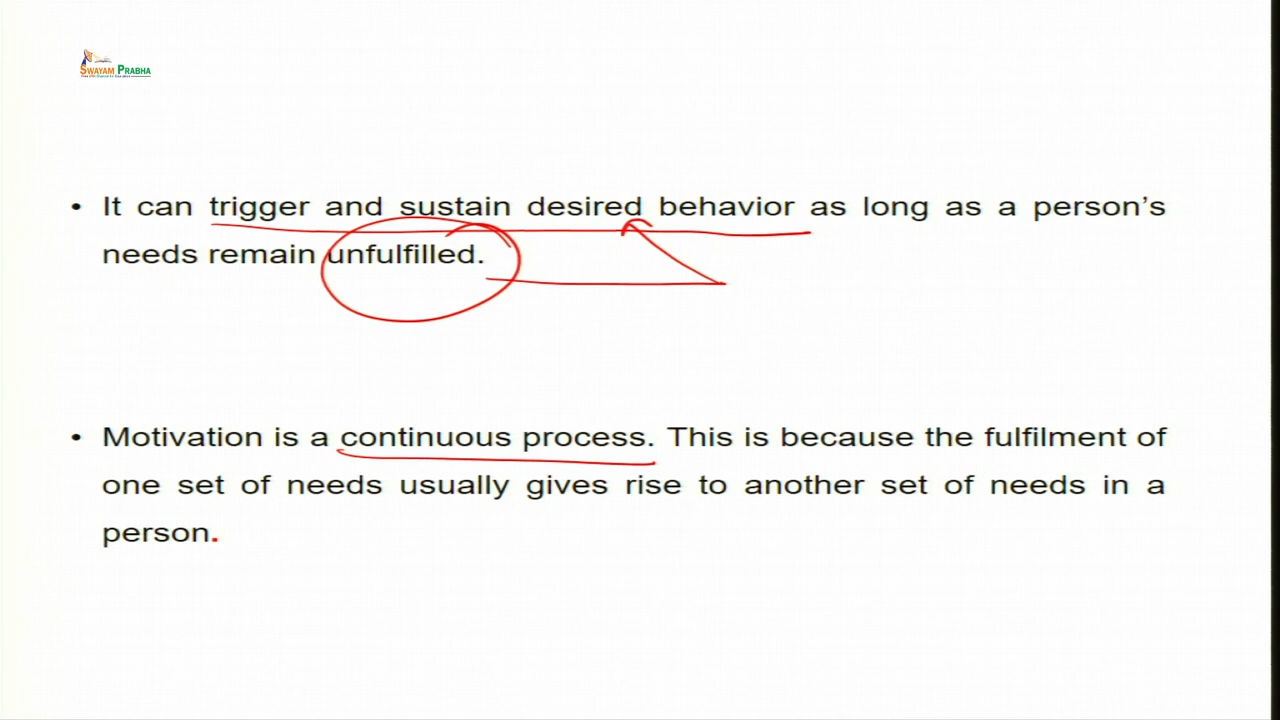 SWAYAM PRABHA
• It can trigger and sustain desired behavior as long as a person's
needs remain unfulfilled.
• Motivation is a continuous process. This is because the fulfilment of
one set of needs usually gives rise to another set of needs in a
person.